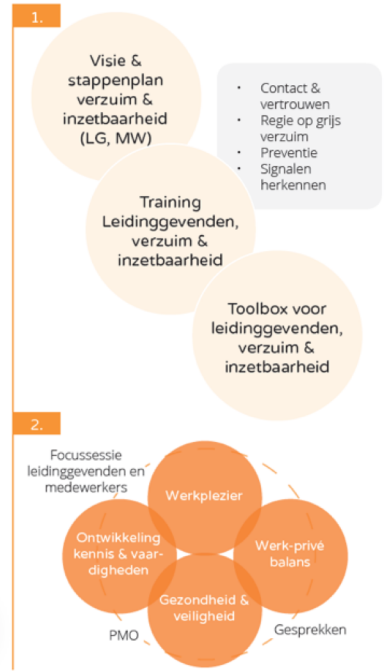 1.
Visie &
stappenplan
verzuim &
inzetbaarheid
(LG, MW)
• Contact &
vertrouwen
• Regie op grijs
verzuim
• Preventie
• Signalen
herkennen
Training
Leidinggevenden,
verzuim &
inzetbaarheid
Toolbox voor
leidinggevenden,
verzuim &
inzetbaarheid
2.
Focussessie
leidinggevenden en
medewerkers
Werkplezier
Ontwikkeling
kennis & vaar-
digheden
Werk-privé
balans
Gezondheid &
veiligheid
PMO
Gesprekken